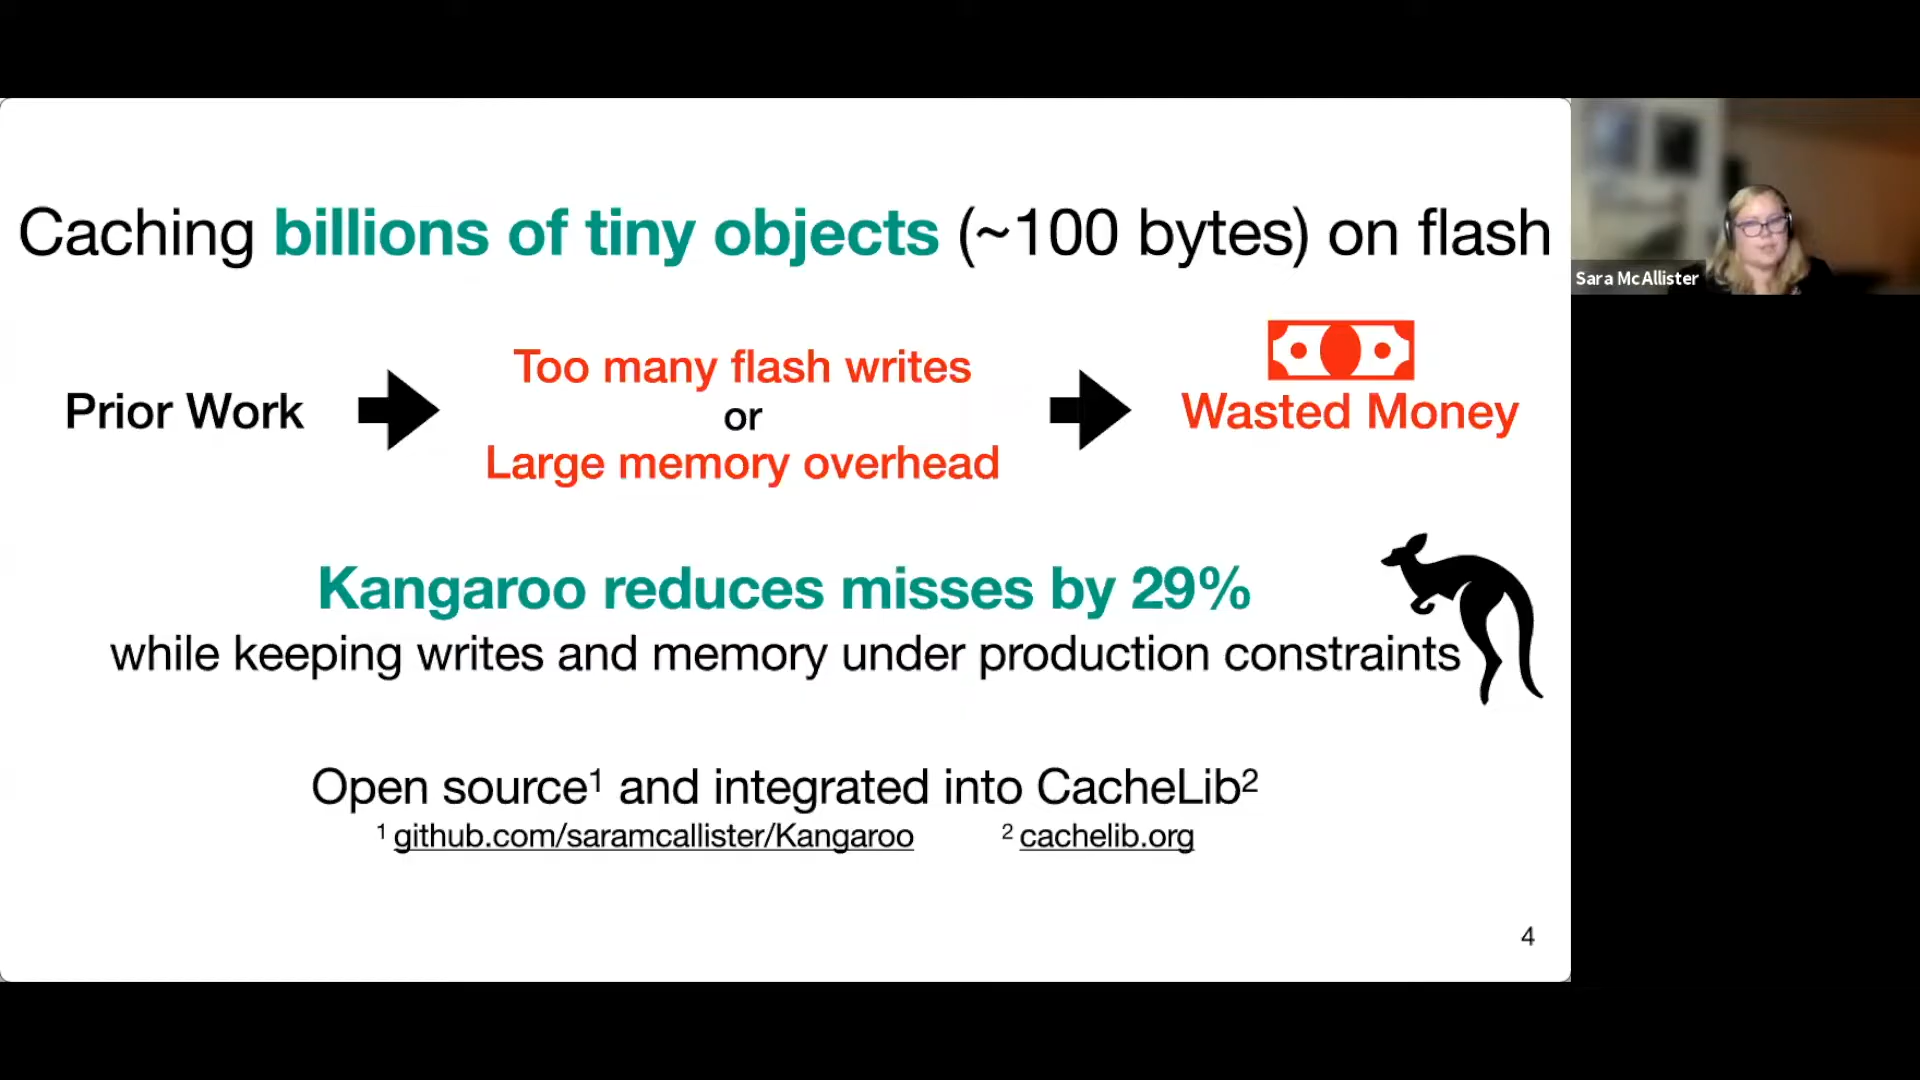 Caching billions of tiny objects (~100 bytes) on flash
Sara McAllister
Prior Work
Too many flash writes
or
Large memory overhead
Wasted Money
Kangaroo reduces misses by 29%
while keeping writes and memory under production constraints
Open source¹ and integrated into CacheLib²
¹ github.com/saramcallister/Kangaroo ² cachelib.org
4